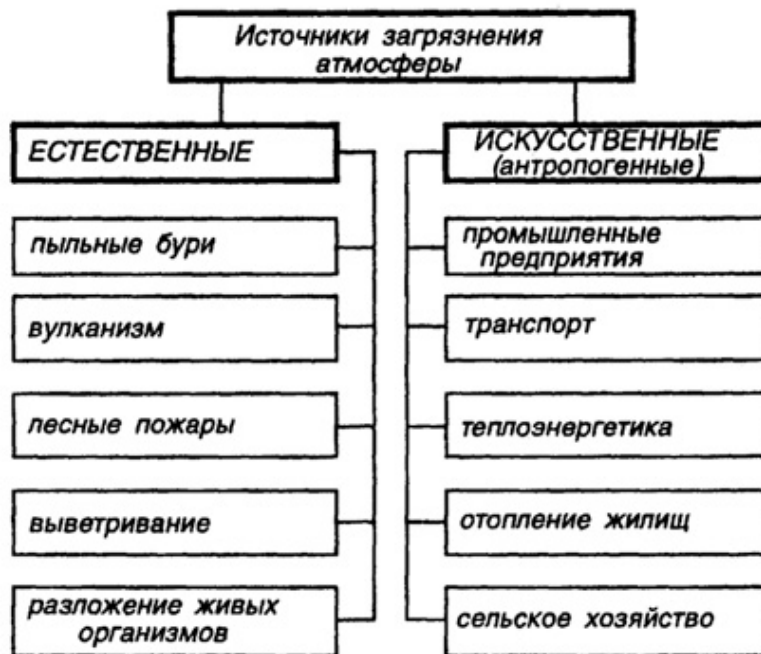 Источники загрязнения
атмосферы
ЕСТЕСТВЕННЫЕ
пыльные бури
вулканизм
лесные пожары
выветривание
разложение живых
организмов
ИСКУССТВЕННЫЕ
(антропогенные)
промышленные
предприятия
транспорт
теплоэнергетика
отопление жилищ
сельское хозяйство